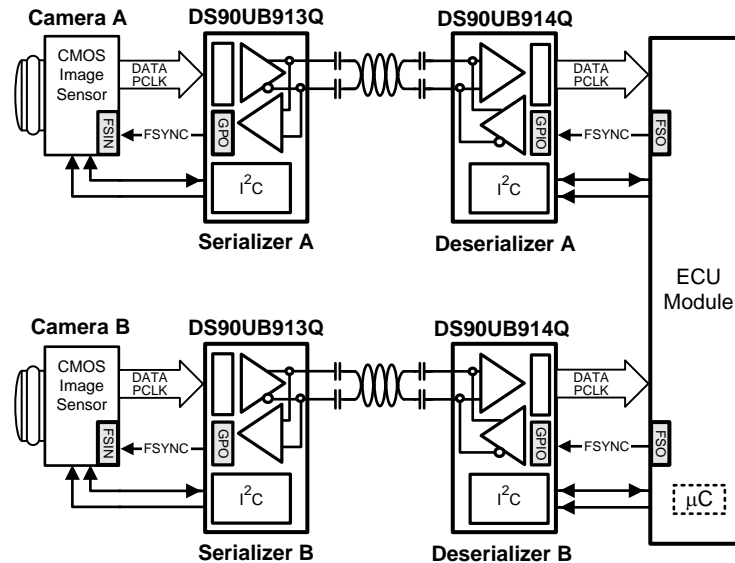 Camera A
DS90UB913Q
DS90UB914Q
CMOS
Image
Sensor
DATA
PCLK
FSIN
FSYNC
GPO
I²C
GPIO
I²C
DATA
PCLK
FSYNC
FSO
Serializer A
Deserializer A
ECU
Module
Camera B
DS90UB913Q
DS90UB914Q
CMOS
Image
Sensor
DATA
PCLK
FSIN
FSYNC
GPO
I²C
GPIO
I²C
DATA
PCLK
FSYNC
FSO
µC
Serializer B
Deserializer B